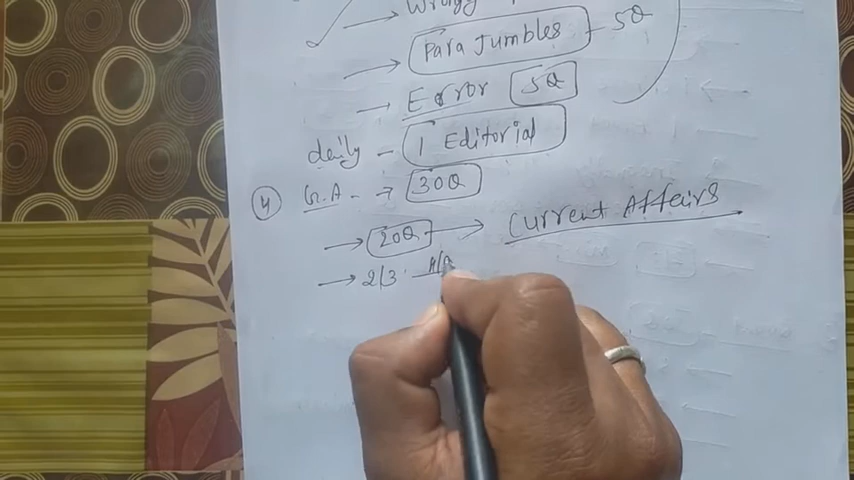 → Para Jumbles - 5Q
→ Error 5Q
daily - 1 Editorial
4 G.A - → 30Q
→ 20Q → Current Affairs
→ 2/3